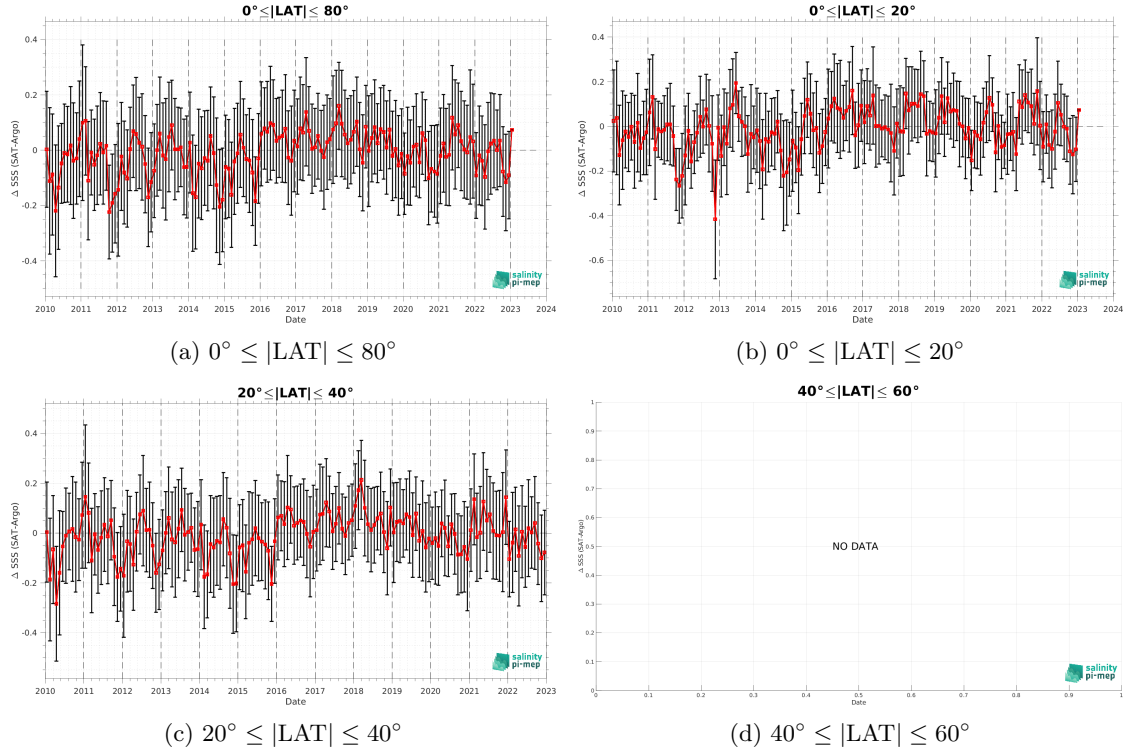 0°≤|LAT|≤ 80°
Δ SSS (SAT-Argo)
0.4
0.2
0
-0.2
-0.4
2010 2011 2012 2013 2014 2015 2016 2017 2018 2019 2020 2021 2022 2023 2024
Date
salinity
pi-mep
(a) 0° ≤ |LAT| ≤ 80°
0°≤|LAT|≤ 20°
Δ SSS (SAT-Argo)
0.4
0.2
0
-0.2
-0.4
-0.6
2010 2011 2012 2013 2014 2015 2016 2017 2018 2019 2020 2021 2022 2023 2024
Date
salinity
pi-mep
(b) 0° ≤ |LAT| ≤ 20°
20°≤|LAT|≤ 40°
Δ SSS (SAT-Argo)
0.4
0.2
0
-0.2
-0.4
2010 2011 2012 2013 2014 2015 2016 2017 2018 2019 2020 2021 2022 2023
Date
salinity
pi-mep
(c) 20° ≤ |LAT| ≤ 40°
40°≤|LAT|≤ 60°
Δ SSS (SAT-Argo)
1
0.9
0.8
0.7
0.6
0.5
0.4
0.3
0.2
0.1
0
NO DATA
0 0.1 0.2 0.3 0.4 0.5 0.6 0.7 0.8 0.9 1
Date
salinity
pi-mep
(d) 40° ≤ |LAT| ≤ 60°